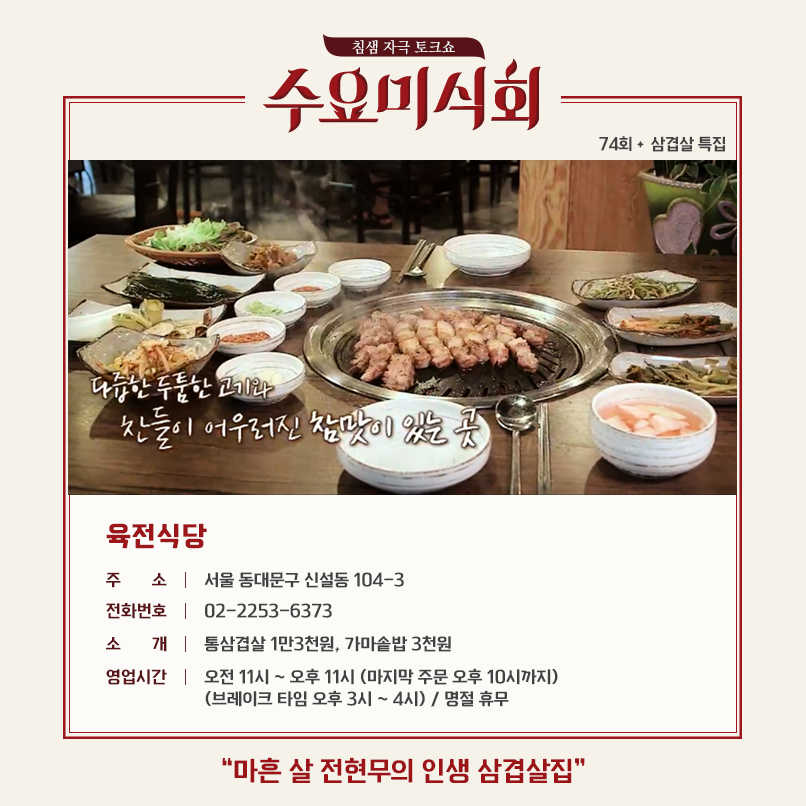 침샘 자극 토크쇼
수요미식회
74회 + 삼겹살 특집
다즙한 두툼한 고기와
찬들이 어우러진 참맛이 있는 곳
육전식당
주 소 | 서울 동대문구 신설동 104-3
전화번호 | 02-2253-6373
소 개 | 통삼겹살 1만3천원, 가마솥밥 3천원
영업시간 | 오전 11시 ~ 오후 11시 (마지막 주문 오후 10시까지)
(브레이크 타임 오후 3시 ~ 4시) / 명절 휴무
“마흔 살 전현무의 인생 삼겹살집”